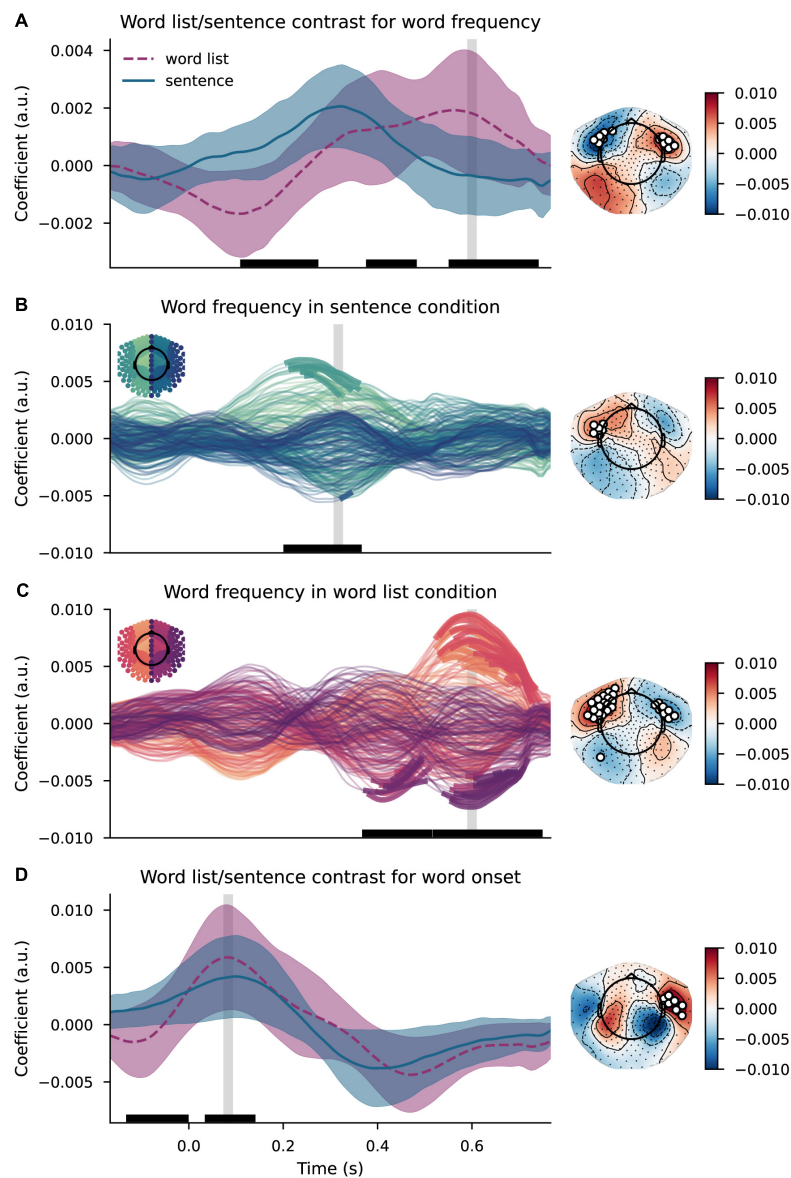 A
Word list/sentence contrast for word frequency
Coefficient (a.u.)
0.004
0.002
0.000
−0.002
word list
sentence
0.010
0.005
0.000
−0.005
−0.010
B
Word frequency in sentence condition
Coefficient (a.u.)
0.010
0.005
0.000
−0.005
−0.010
0.010
0.005
0.000
−0.005
−0.010
C
Word frequency in word list condition
Coefficient (a.u.)
0.010
0.005
0.000
−0.005
−0.010
0.010
0.005
0.000
−0.005
−0.010
D
Word list/sentence contrast for word onset
Coefficient (a.u.)
0.010
0.005
0.000
−0.005
0.010
0.005
0.000
−0.005
−0.010
0.0 0.2 0.4 0.6
Time (s)